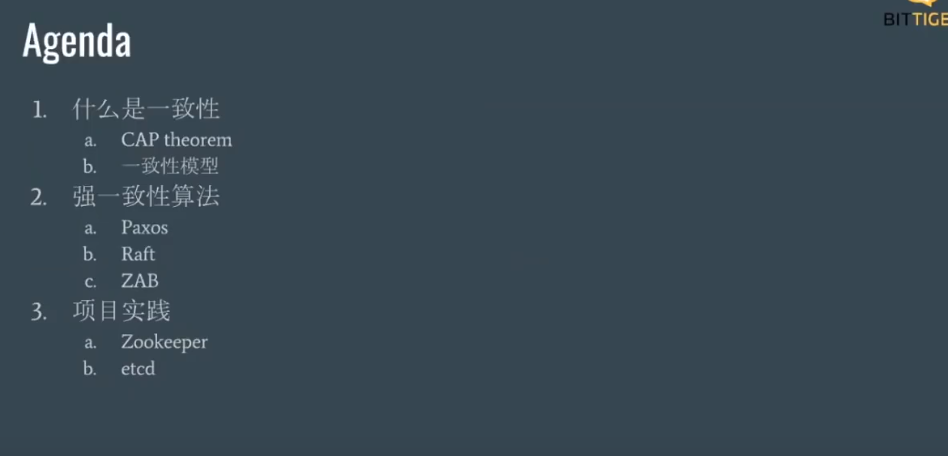 BITTIGE
Agenda
1. 什么是一致性
a. CAP theorem
b. 一致性模型
2. 强一致性算法
a. Paxos
b. Raft
c. ZAB
3. 项目实践
a. Zookeeper
b. etcd